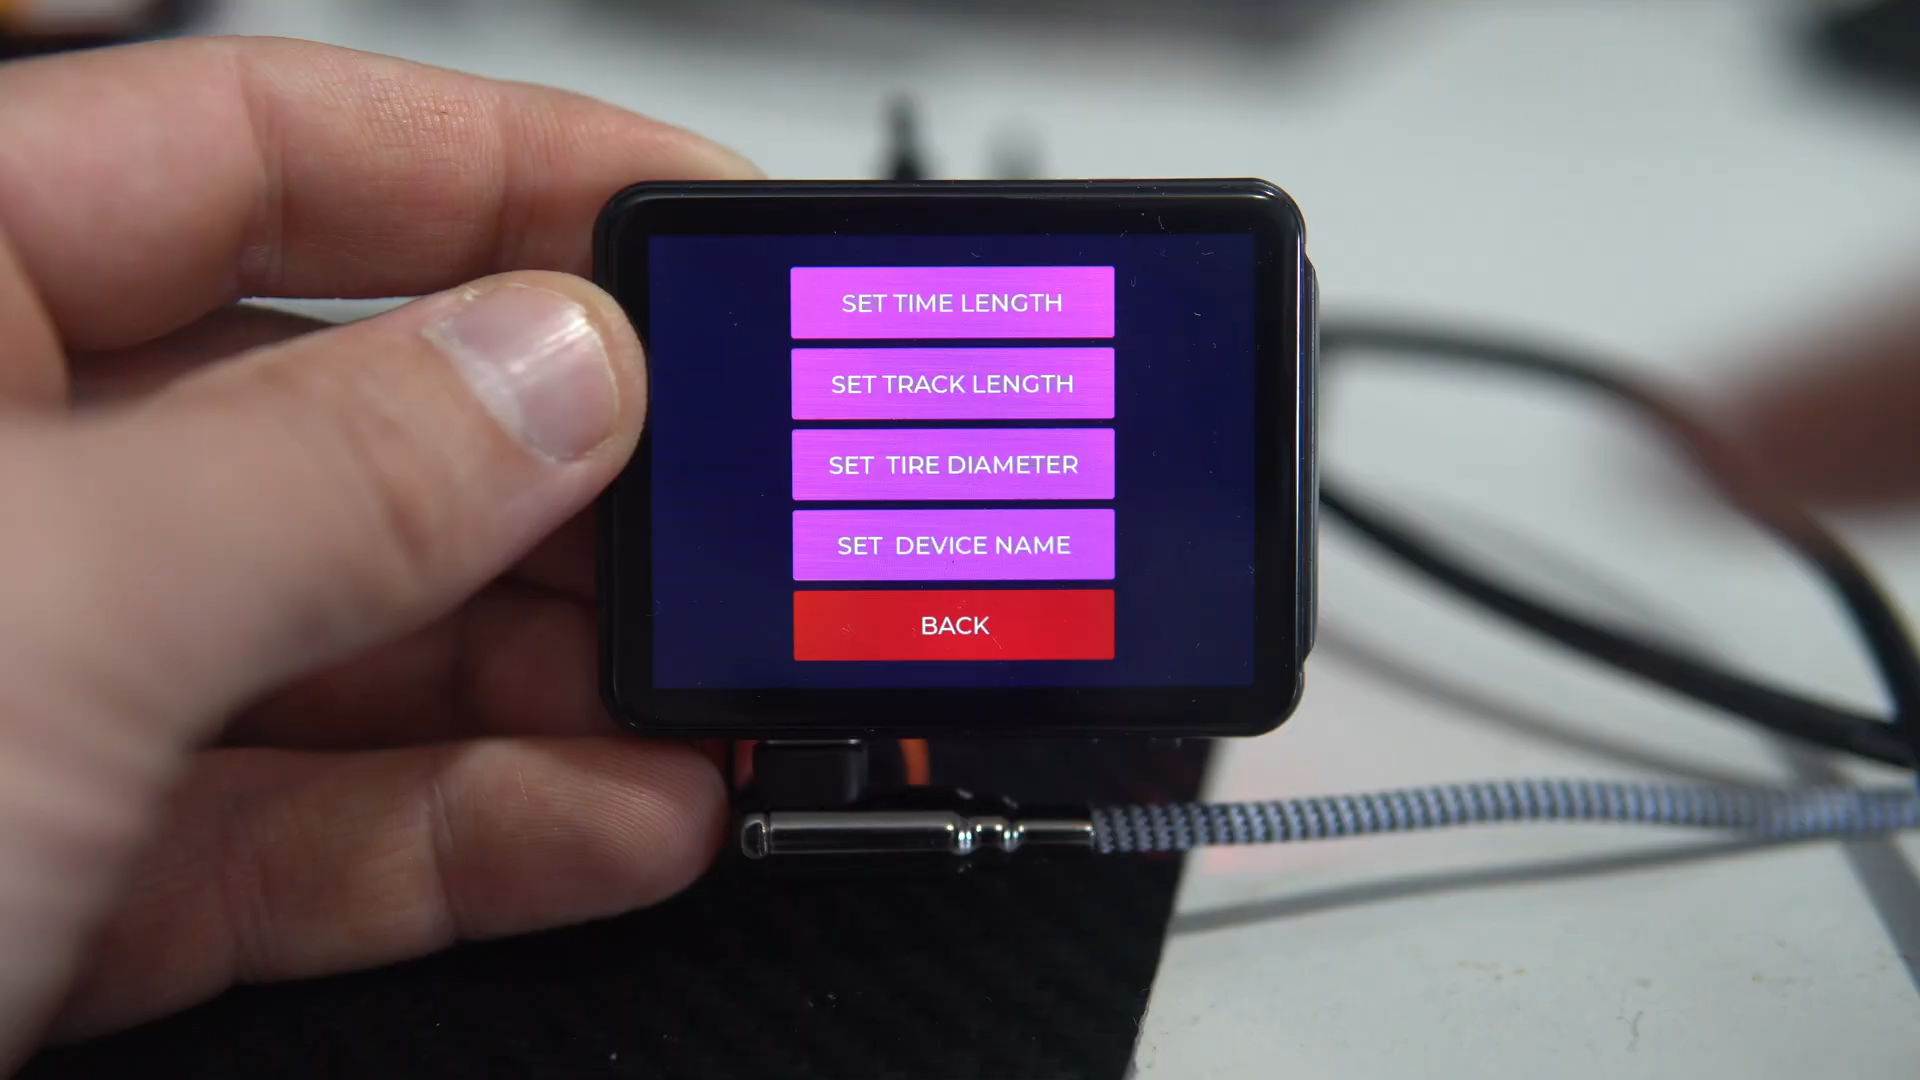 SET TIME LENGTH
SET TRACK LENGTH
SET  TIRE DIAMETER
SET  DEVICE NAME
BACK